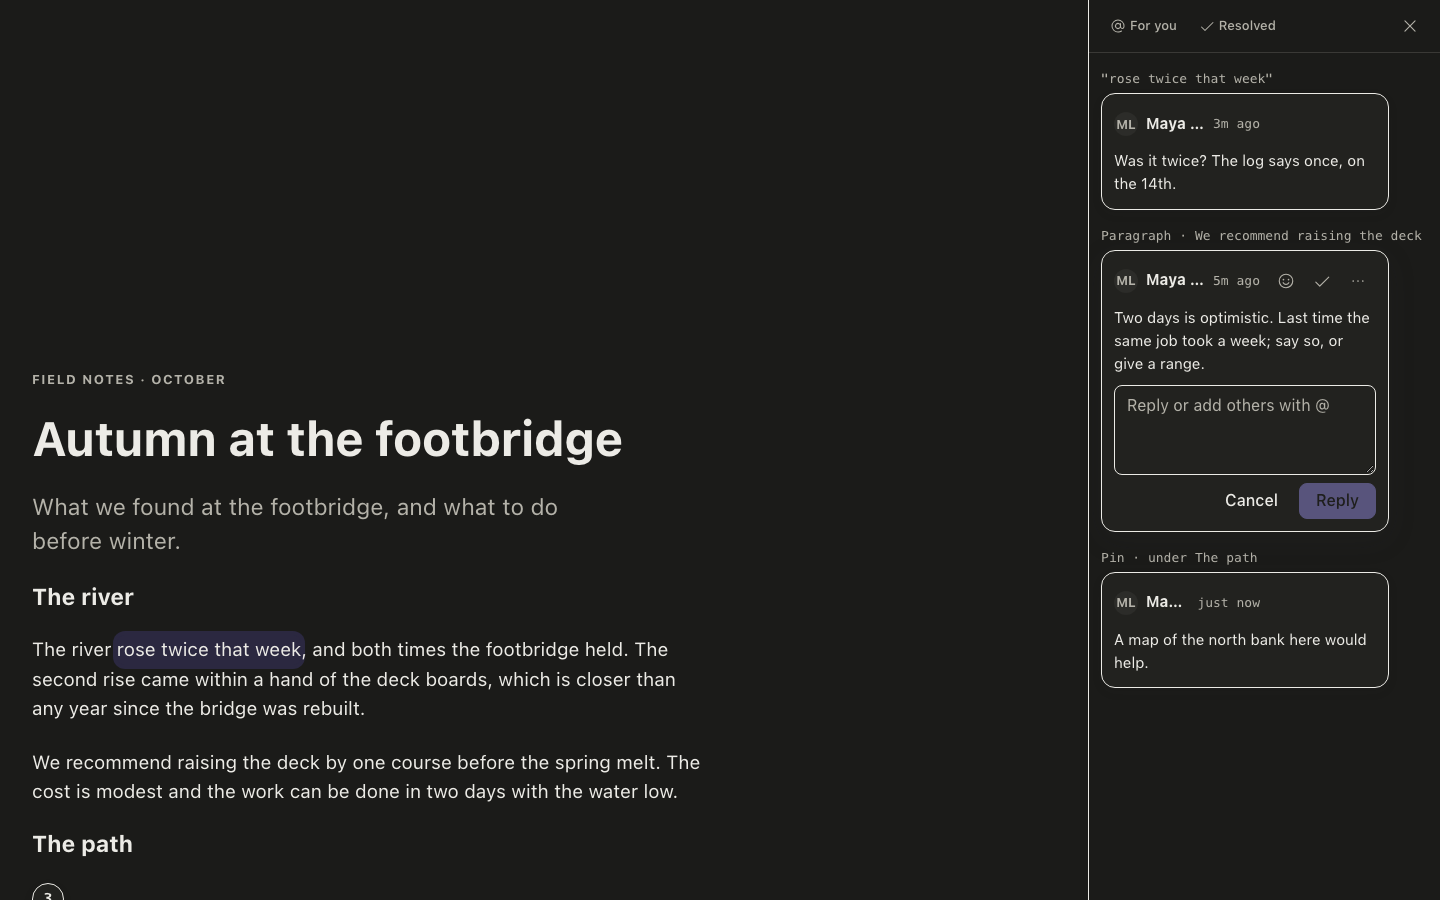 FIELD NOTES · OCTOBER
Autumn at the footbridge
What we found at the footbridge, and what to do
before winter.
The river
The river rose twice that week, and both times the footbridge held. The
second rise came within a hand of the deck boards, which is closer than
any year since the bridge was rebuilt.
We recommend raising the deck by one course before the spring melt. The
cost is modest and the work can be done in two days with the water low.
The path
3
@ For you
Resolved
"rose twice that week"
ML Maya ... 3m ago
Was it twice? The log says once, on
the 14th.
Paragraph · We recommend raising the deck
ML Maya ... 5m ago
Two days is optimistic. Last time the
same job took a week; say so, or
give a range.
Reply or add others with @
Cancel
Reply
Pin · under The path
ML Ma... just now
A map of the north bank here would
help.